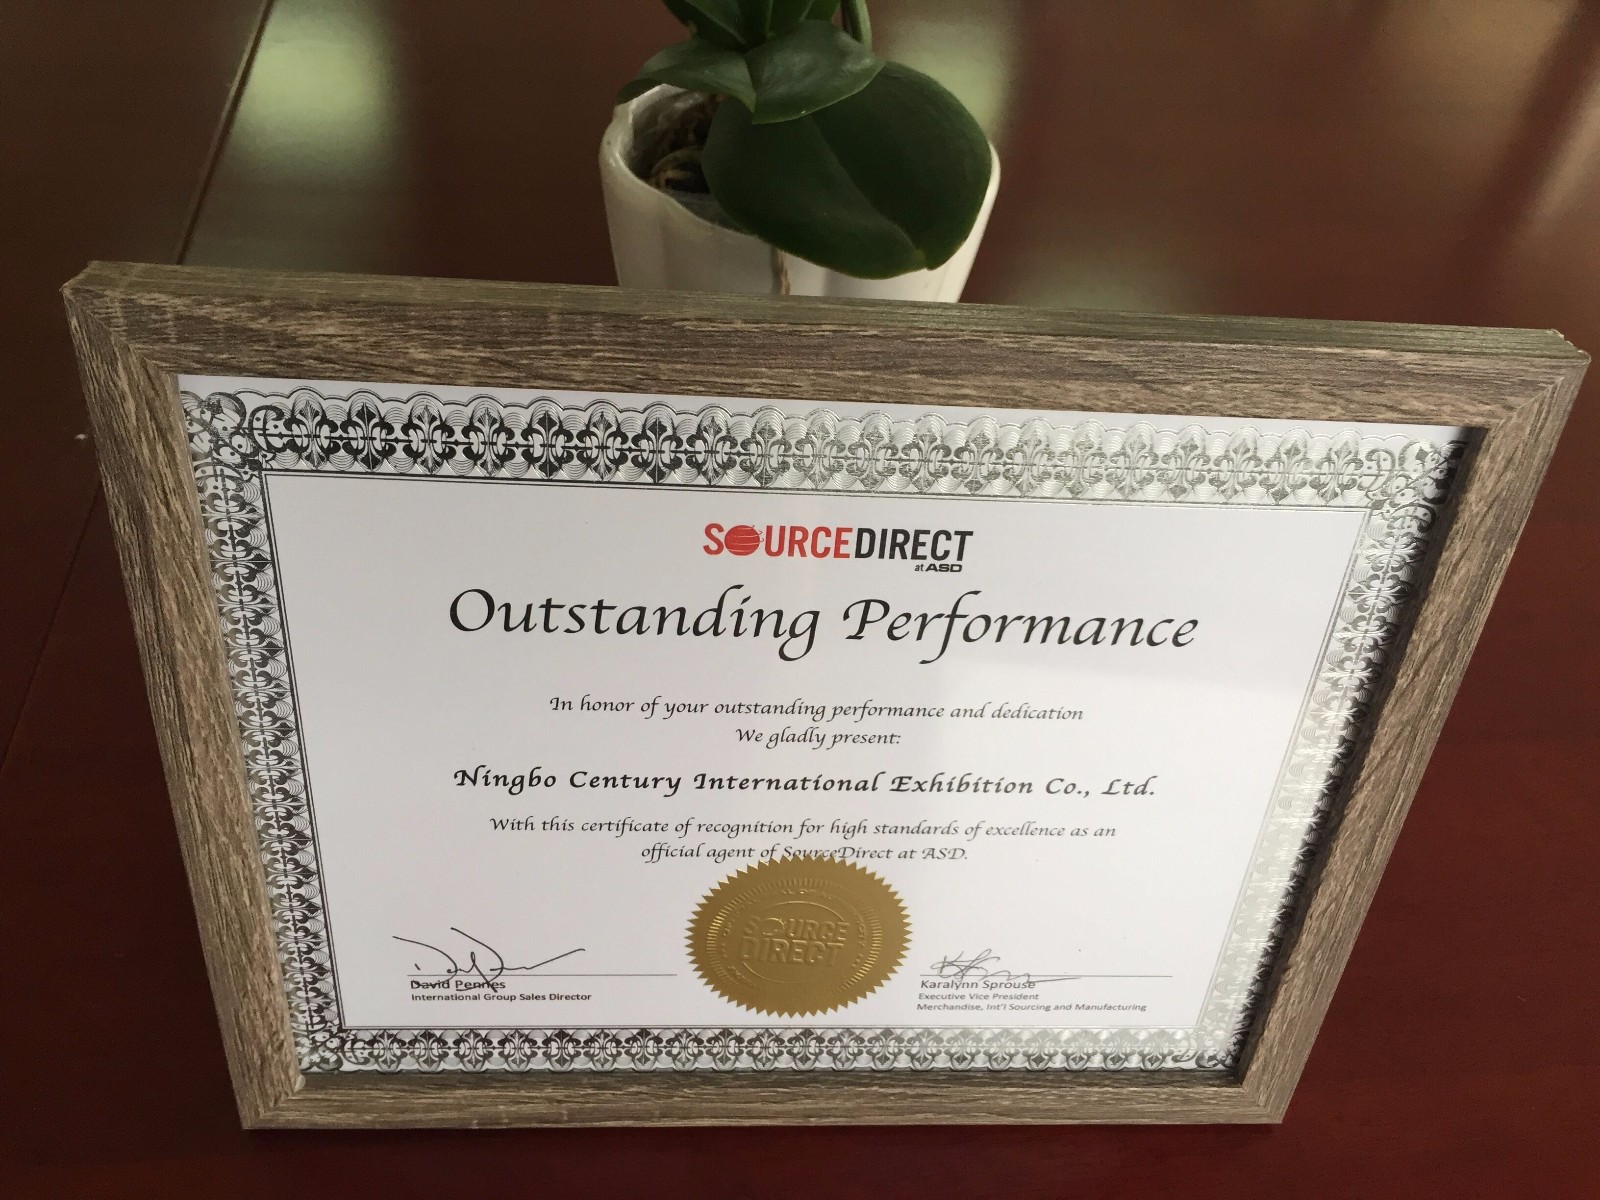 SOURCEDIRECT
at ASD
Outstanding Performance
In honor of your outstanding performance and dedication
We gladly present:
Ningbo Century International Exhibition Co., Ltd.
With this certificate of recognition for high standards of excellence as an
official agent of SourceDirect at ASD.
SOURCE
DIRECT
David Pennes
International Group Sales Director
Karalynn Sprouse
Executive Vice President
Merchandise, Int'l Sourcing and Manufacturing